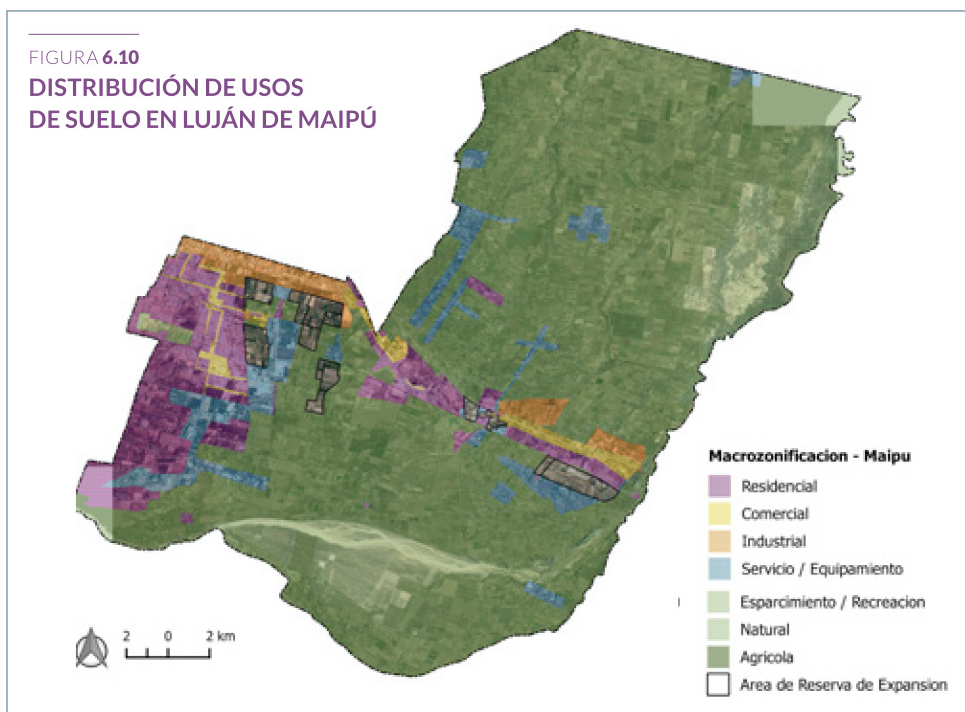 FIGURA 6.10
DISTRIBUCIÓN DE USOS
DE SUELO EN LUJÁN DE MAIPÚ
Macrozonificacion - Maipu
Residencial
Comercial
Industrial
Servicio / Equipamiento
Esparcimiento / Recreacion
Natural
Agricola
Area de Reserva de Expansion
2 0 2 km